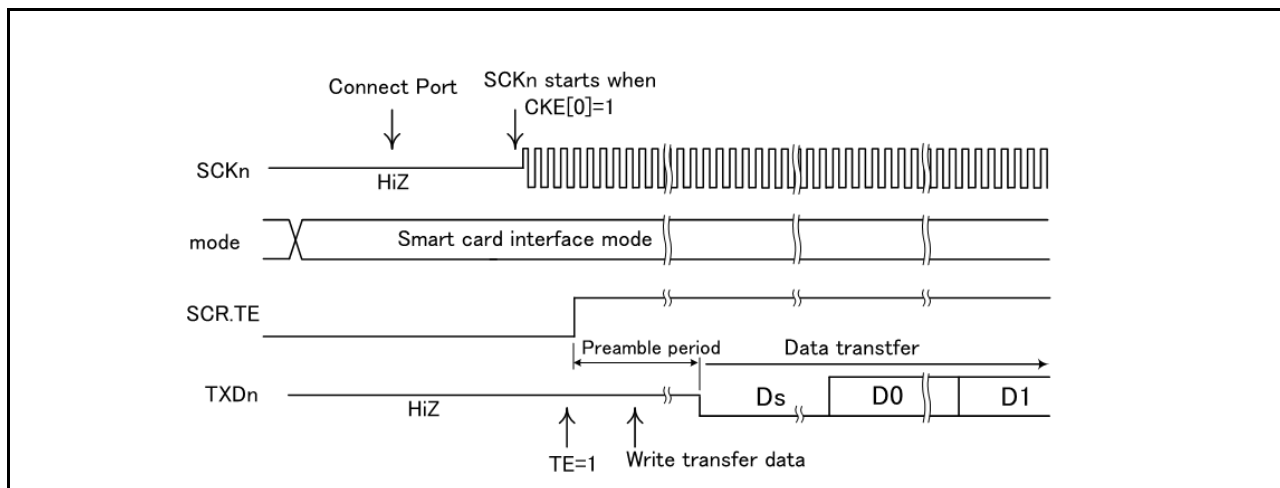 Connect Port
SCKn starts when
CKE[0]=1
SCKn
HiZ
mode
Smart card interface mode
SCR.TE
Preamble period
Data transtfer
TXDn
HiZ
Ds
D0
D1
TE=1
Write transfer data